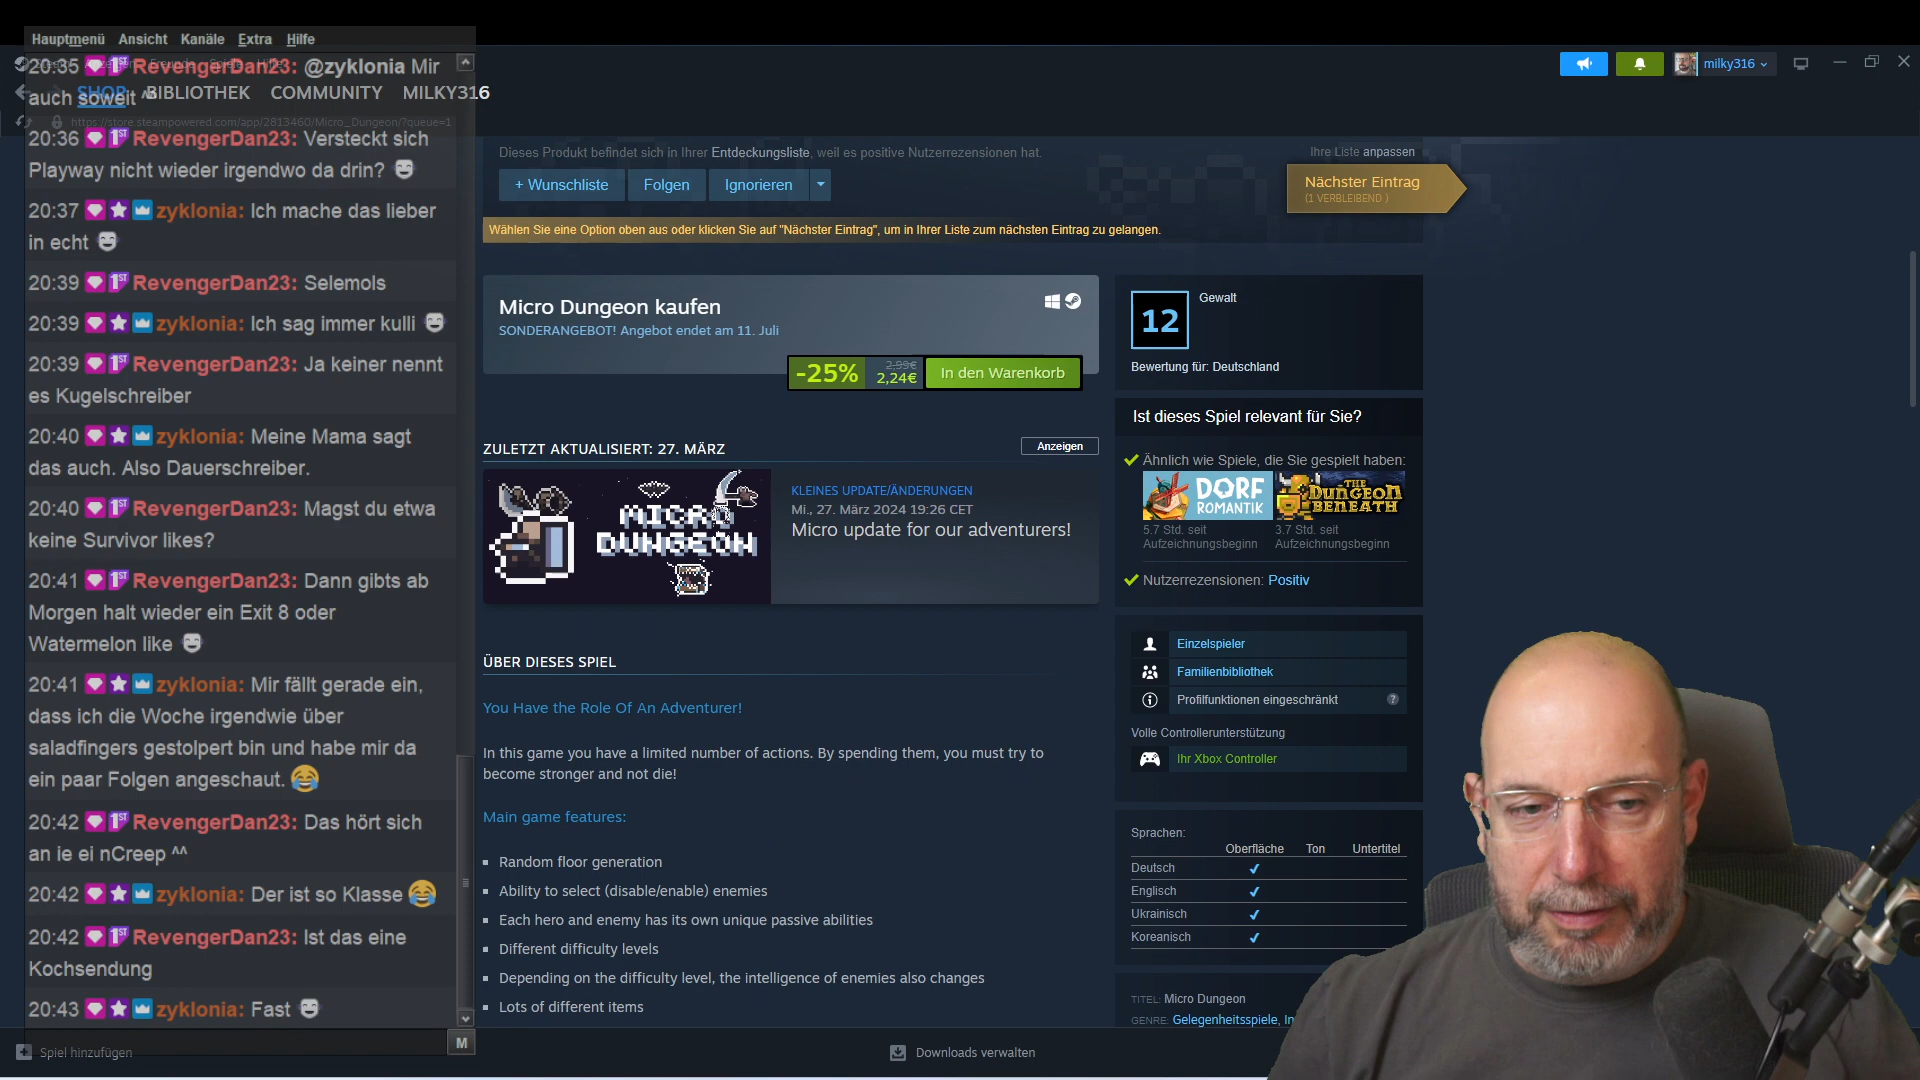 Hauptmenü Ansicht Kanäle Extra Hilfe
20:35 RevengerDan23: @zyklonia Mir
auch soweit ^^
20:36 RevengerDan23: Versteckt sich
Playway nicht wieder irgendwo da drin?
20:37 zyklonia: Ich mache das lieber
in echt
20:39 RevengerDan23: Selemols
20:39 zyklonia: Ich sag immer kulli
20:39 RevengerDan23: Ja keiner nennt
es Kugelschreiber
20:40 zyklonia: Meine Mama sagt
das auch. Also Dauerschreiber.
20:40 RevengerDan23: Magst du etwa
keine Survivor likes?
20:41 RevengerDan23: Dann gibts ab
Morgen halt wieder ein Exit 8 oder
Watermelon like
20:41 zyklonia: Mir fällt gerade ein,
dass ich die Woche irgendwie über
saladfingers gestolpert bin und habe mir da
ein paar Folgen angeschaut.
20:42 RevengerDan23: Das hört sich
an ie ei nCreep ^^
20:42 zyklonia: Der ist so Klasse
20:42 RevengerDan23: Ist das eine
Kochsendung
20:43 zyklonia: Fast
M
SHOP BIBLIOTHEK COMMUNITY MILKY316
https://store.steampowered.com/app/2813460/Micro_Dungeon/?queue=1
milky316
Dieses Produkt befindet sich in Ihrer Entdeckungsliste, weil es positive Nutzerrezensionen hat.
+ Wunschliste Folgen Ignorieren
Ihre Liste anpassen
Nächster Eintrag
(1 VERBLEIBEND )
Wählen Sie eine Option oben aus oder klicken Sie auf "Nächster Eintrag", um in Ihrer Liste zum nächsten Eintrag zu gelangen.
Micro Dungeon kaufen
SONDERANGEBOT! Angebot endet am 11. Juli
-25% 2,99€
2,24€
In den Warenkorb
ZULETZT AKTUALISIERT: 27. MÄRZ
Anzeigen
MICRO
DUNGEON
KLEINES UPDATE/ÄNDERUNGEN
Mi., 27. März 2024 19:26 CET
Micro update for our adventurers!
ÜBER DIESES SPIEL
You Have the Role Of An Adventurer!
In this game you have a limited number of actions. By spending them, you must try to
become stronger and not die!
Main game features:
Random floor generation
Ability to select (disable/enable) enemies
Each hero and enemy has its own unique passive abilities
Different difficulty levels
Depending on the difficulty level, the intelligence of enemies also changes
Lots of different items
12
Gewalt
Bewertung für: Deutschland
Ist dieses Spiel relevant für Sie?
Ähnlich wie Spiele, die Sie gespielt haben:
DORF
ROMANTIK
THE
DUNGEON
BENEATH
5.7 Std. seit
Aufzeichnungsbeginn
3.7 Std. seit
Aufzeichnungsbeginn
Nutzerrezensionen: Positiv
Einzelspieler
Familienbibliothek
Profilfunktionen eingeschränkt ?
Volle Controllerunterstützung
Ihr Xbox Controller
Sprachen:
Oberfläche Ton Untertitel
Deutsch ✔
Englisch ✔
Ukrainisch ✔
Koreanisch ✔
TITEL: Micro Dungeon
GENRE: Gelegenheitsspiele,
Spiel hinzufügen
Downloads verwalten